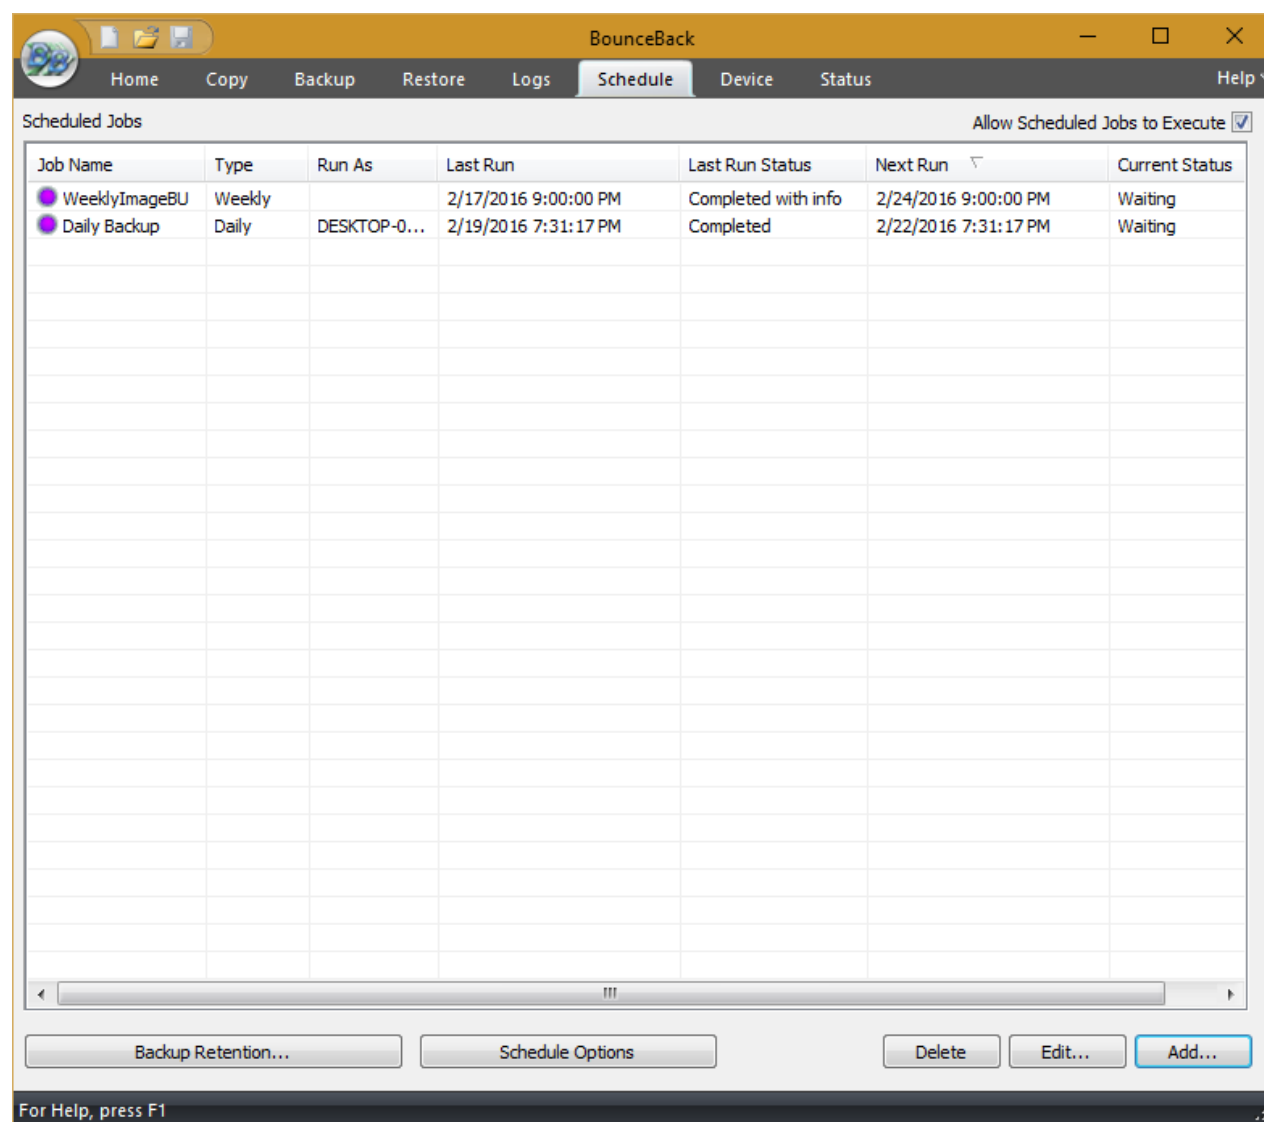 BounceBack
Home Copy Backup Restore Logs Schedule Device Status Help
Scheduled Jobs Allow Scheduled Jobs to Execute
Job Name Type Run As Last Run Last Run Status Next Run Current Status
WeeklyImageBU Weekly 2/17/2016 9:00:00 PM Completed with info 2/24/2016 9:00:00 PM Waiting
Daily Backup Daily DESKTOP-0... 2/19/2016 7:31:17 PM Completed 2/22/2016 7:31:17 PM Waiting
Backup Retention... Schedule Options Delete Edit... Add...
For Help, press F1